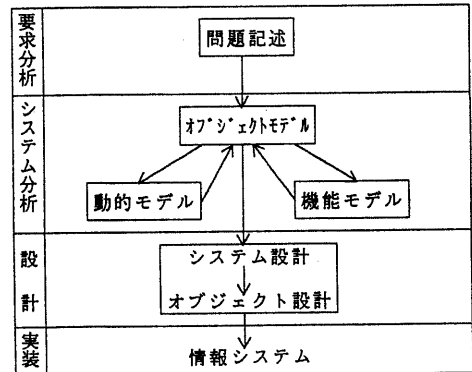 要求分析
問題記述
システム分析
オブジェクトモデル
動的モデル
機能モデル
設計
システム設計
オブジェクト設計
実装
情報システム